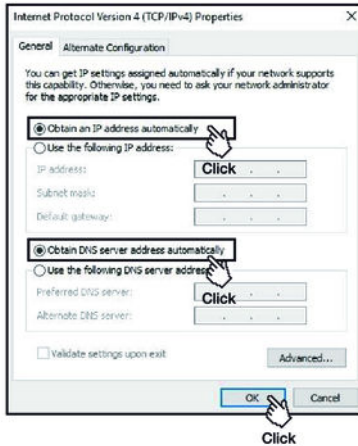 Internet Protocol Version 4 (TCP/IPv4) Properties
General Alternate Configuration
You can get IP settings assigned automatically if your network supports
this capability. Otherwise, you need to ask your network administrator
for the appropriate IP settings.
Obtain an IP address automatically
Use the following IP address:
Click
IP address:
Subnet mask:
Default gateway:
Obtain DNS server address automatically
Use the following DNS server address
Click
Preferred DNS server:
Alternate DNS server:
Validate settings upon exit
Advanced...
OK Cancel
Click